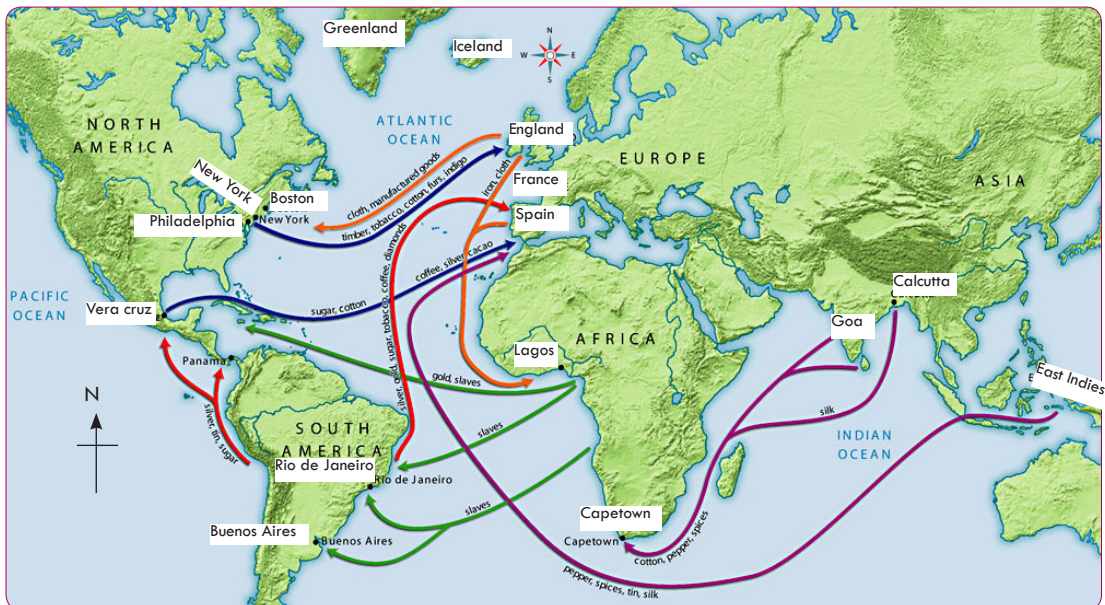 Greenland
Iceland
N
W E
S
ATLANTIC
OCEAN
NORTH
AMERICA
England
EUROPE
ASIA
France
iron, cloth
cloth, manufactured goods
timber, tobacco, cotton, furs, indigo
New York
Boston
New York
Philadelphia
Spain
coffee, silver, cacao
sugar, cotton
silver, gold, sugar, tobacco, coffee, diamonds
PACIFIC
OCEAN
Vera cruz
Calcutta
Goa
AFRICA
Lagos
Panama
gold, slaves
East Indies
N
silver, tin, sugar
slaves
silk
SOUTH
AMERICA
INDIAN
OCEAN
Rio de Janeiro
Rio de Janeiro
slaves
Buenos Aires
Buenos Aires
Capetown
Capetown
cotton, pepper, spices
pepper, spices, tin, silk